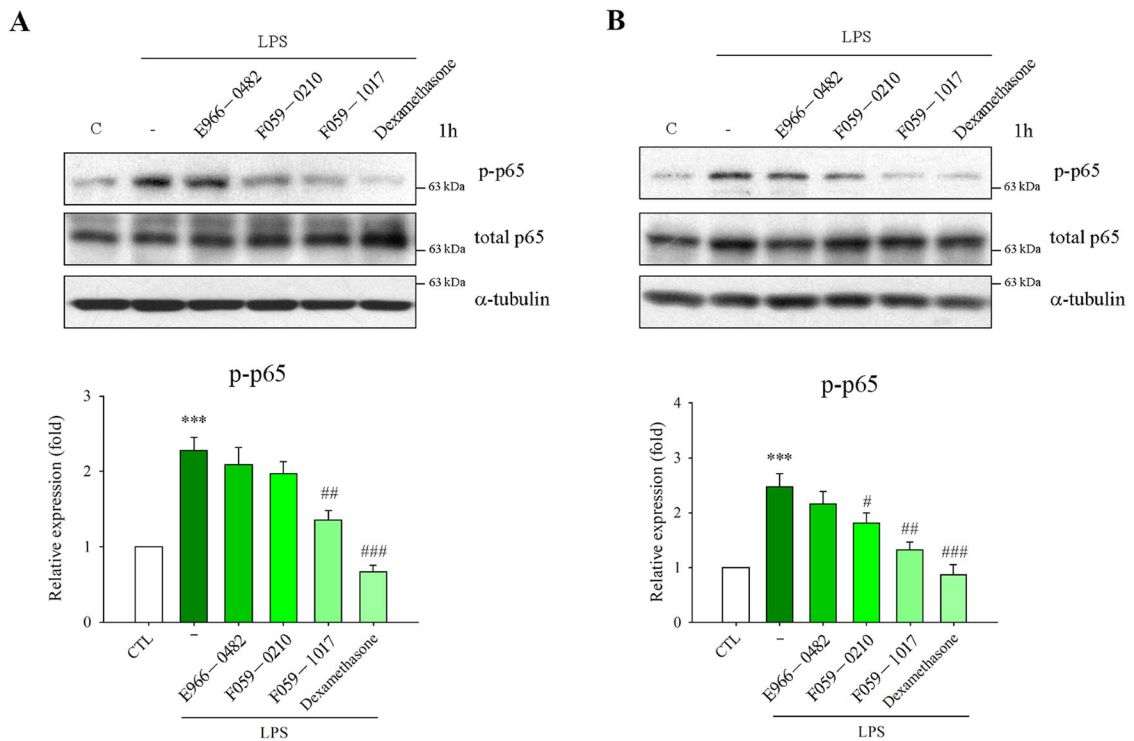 A
LPS
C
-
E966－0482
F059－0210
F059－1017
Dexamethasone
1h
p-p65
63 kDa
total p65
63 kDa
63 kDa
α-tubulin
p-p65
Relative expression (fold)
3
2
1
0
***
##
###
CTL
–
E966－0482
F059－0210
F059－1017
Dexamethasone
LPS
B
LPS
C
-
E966－0482
F059－0210
F059－1017
Dexamethasone
1h
p-p65
63 kDa
total p65
63 kDa
63 kDa
α-tubulin
p-p65
Relative expression (fold)
4
3
2
1
0
***
#
##
###
CTL
–
E966－0482
F059－0210
F059－1017
Dexamethasone
LPS